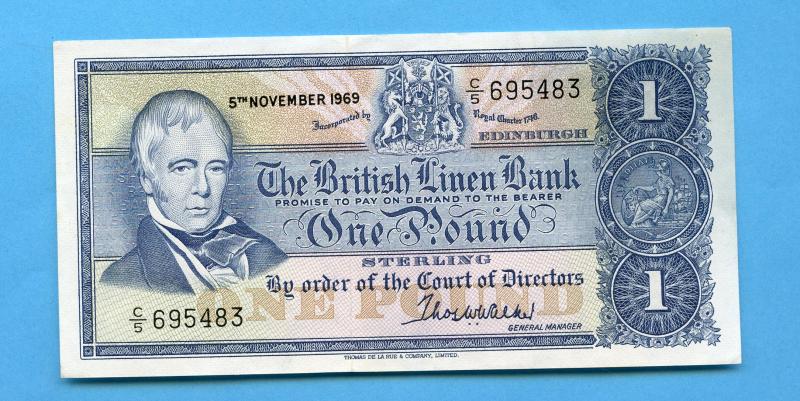 5TH NOVEMBER 1969
C/5 695483
Incorporated by Royal Charter 1746.
EDINBURGH
1
The British Linen Bank
PROMISE TO PAY ON DEMAND TO THE BEARER
One Pound
STERLING
By order of the Court of Directors
ONE POUND
1
C/5 695483
Thos W Walker
GENERAL MANAGER
THOMAS DE LA RUE & COMPANY, LIMITED.